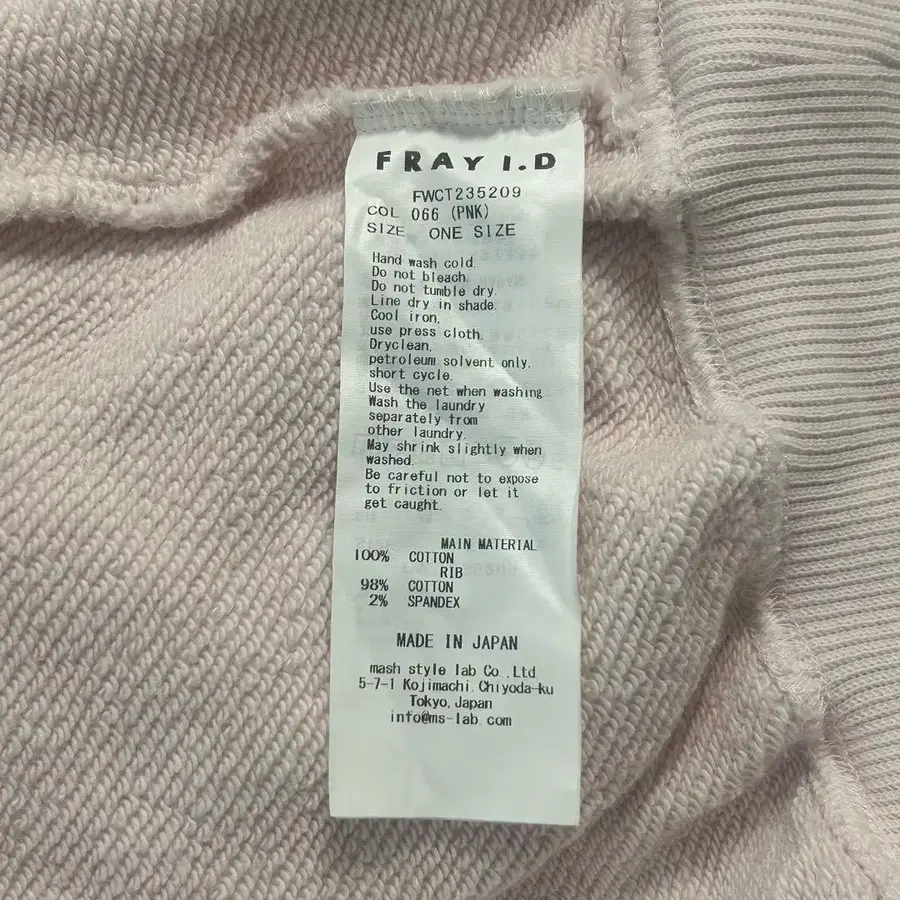 FRAY I.D
FWCT235209
COL 066 (PNK)
SIZE ONE SIZE
Hand wash cold.
Do not bleach.
Do not tumble dry.
Line dry in shade.
Cool iron,
use press cloth.
Dryclean,
petroleum solvent only,
short cycle.
Use the net when washing.
Wash the laundry
separately from
other laundry.
May shrink slightly when
washed.
Be careful not to expose
to friction or let it
get caught.
MAIN MATERIAL
100% COTTON
RIB
98% COTTON
2% SPANDEX
MADE IN JAPAN
mash style lab Co.,Ltd
5-7-1 Kojimachi.Chiyoda-ku
Tokyo,Japan
info@ms-lab.com